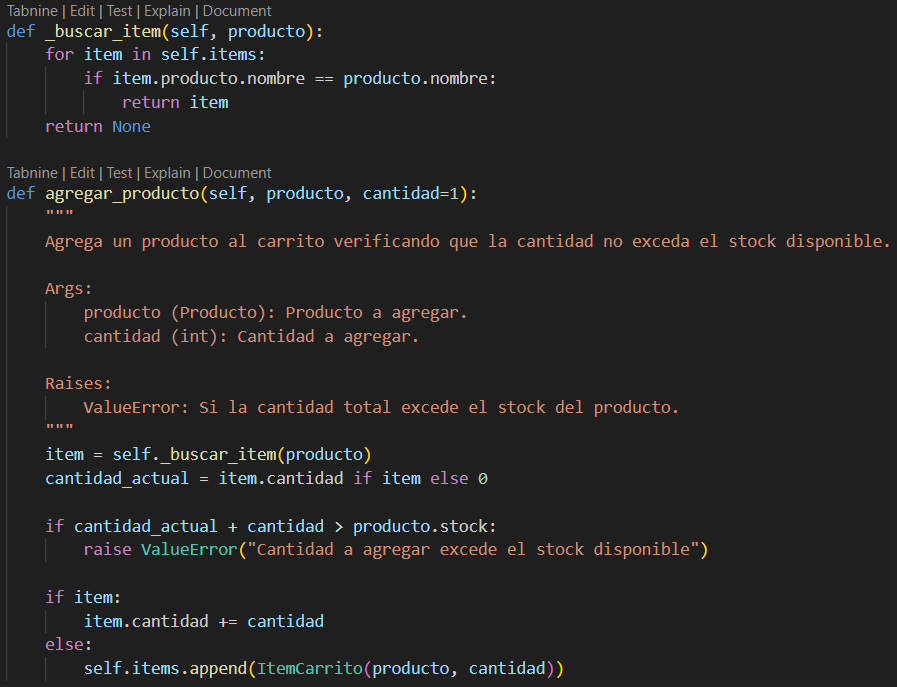 Tabnine | Edit | Test | Explain | Document
def _buscar_item(self, producto):
    for item in self.items:
        if item.producto.nombre == producto.nombre:
            return item
    return None
Tabnine | Edit | Test | Explain | Document
def agregar_producto(self, producto, cantidad=1):
    """
    Agrega un producto al carrito verificando que la cantidad no exceda el stock disponible.
    Args:
        producto (Producto): Producto a agregar.
        cantidad (int): Cantidad a agregar.
    Raises:
        ValueError: Si la cantidad total excede el stock del producto.
    """
    item = self._buscar_item(producto)
    cantidad_actual = item.cantidad if item else 0
    if cantidad_actual + cantidad > producto.stock:
        raise ValueError("Cantidad a agregar excede el stock disponible")
    if item:
        item.cantidad += cantidad
    else:
        self.items.append(ItemCarrito(producto, cantidad))